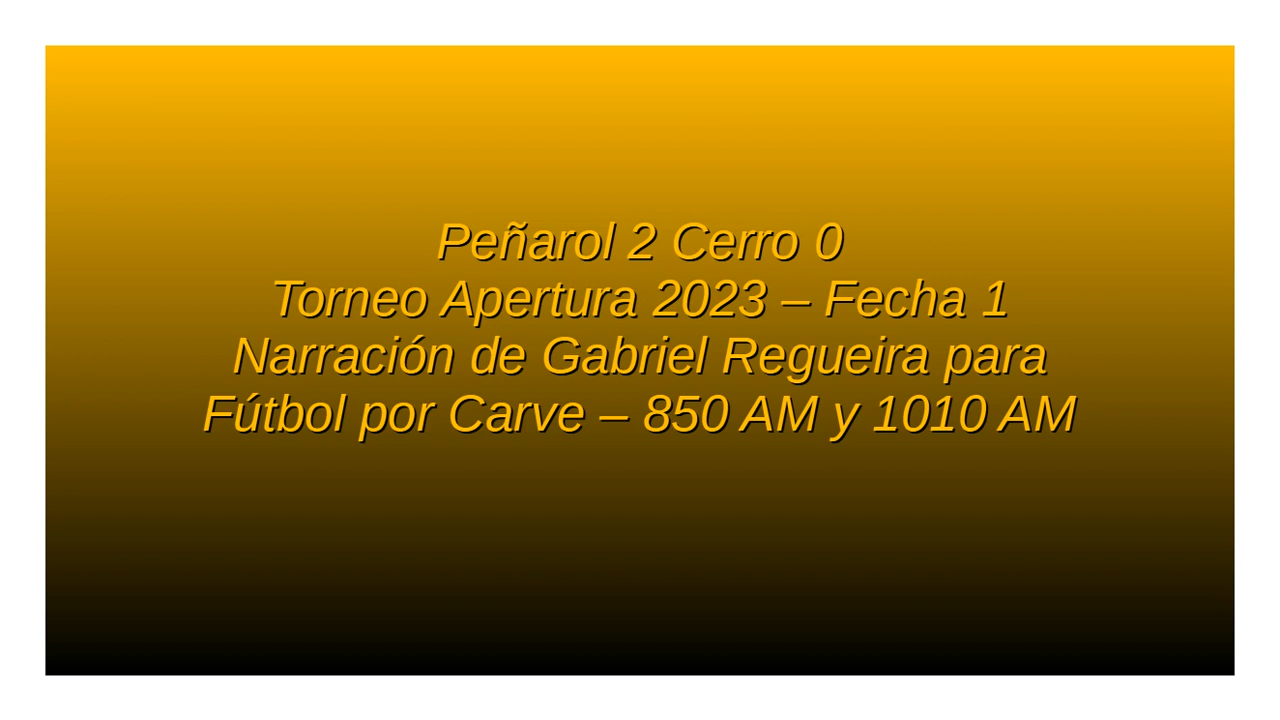 Peñarol 2 Cerro 0
Torneo Apertura 2023 – Fecha 1
Narración de Gabriel Regueira para
Fútbol por Carve – 850 AM y 1010 AM